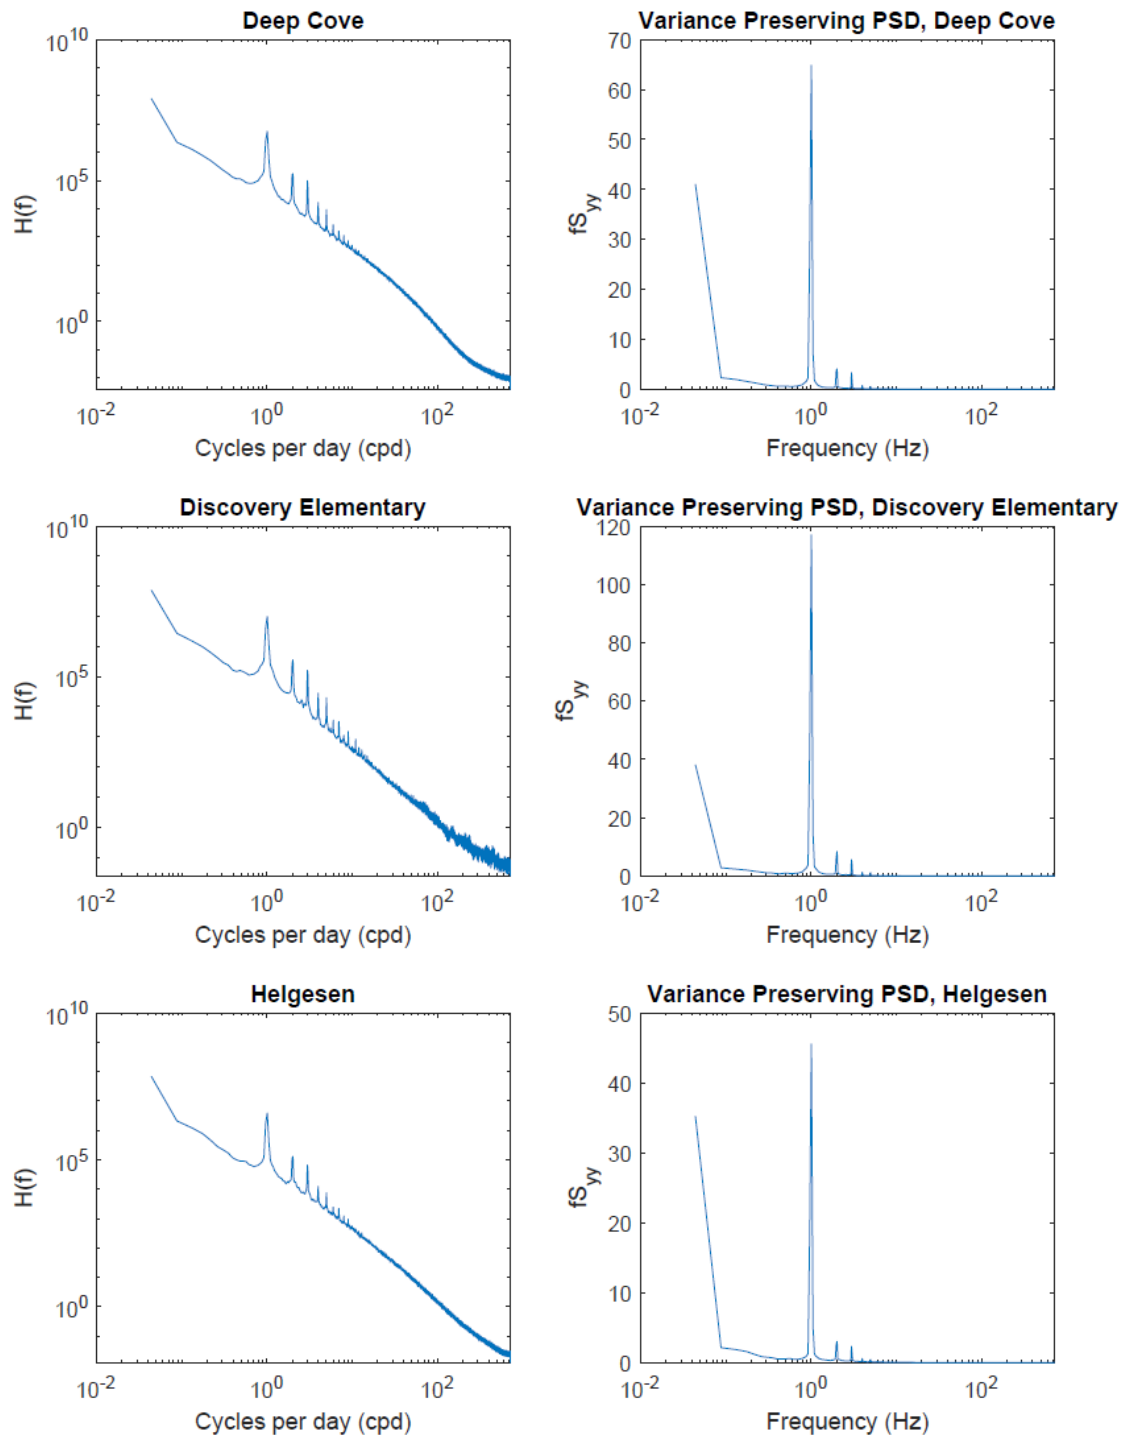 Deep Cove
10^10
10^5
10^0
H(f)
10^-2
10^0
10^2
Cycles per day (cpd)
Variance Preserving PSD, Deep Cove
70
60
50
40
30
20
10
0
fS_yy
10^-2
10^0
10^2
Frequency (Hz)
Discovery Elementary
10^10
10^5
10^0
H(f)
10^-2
10^0
10^2
Cycles per day (cpd)
Variance Preserving PSD, Discovery Elementary
120
100
80
60
40
20
0
fS_yy
10^-2
10^0
10^2
Frequency (Hz)
Helgesen
10^10
10^5
10^0
H(f)
10^-2
10^0
10^2
Cycles per day (cpd)
Variance Preserving PSD, Helgesen
50
40
30
20
10
0
fS_yy
10^-2
10^0
10^2
Frequency (Hz)